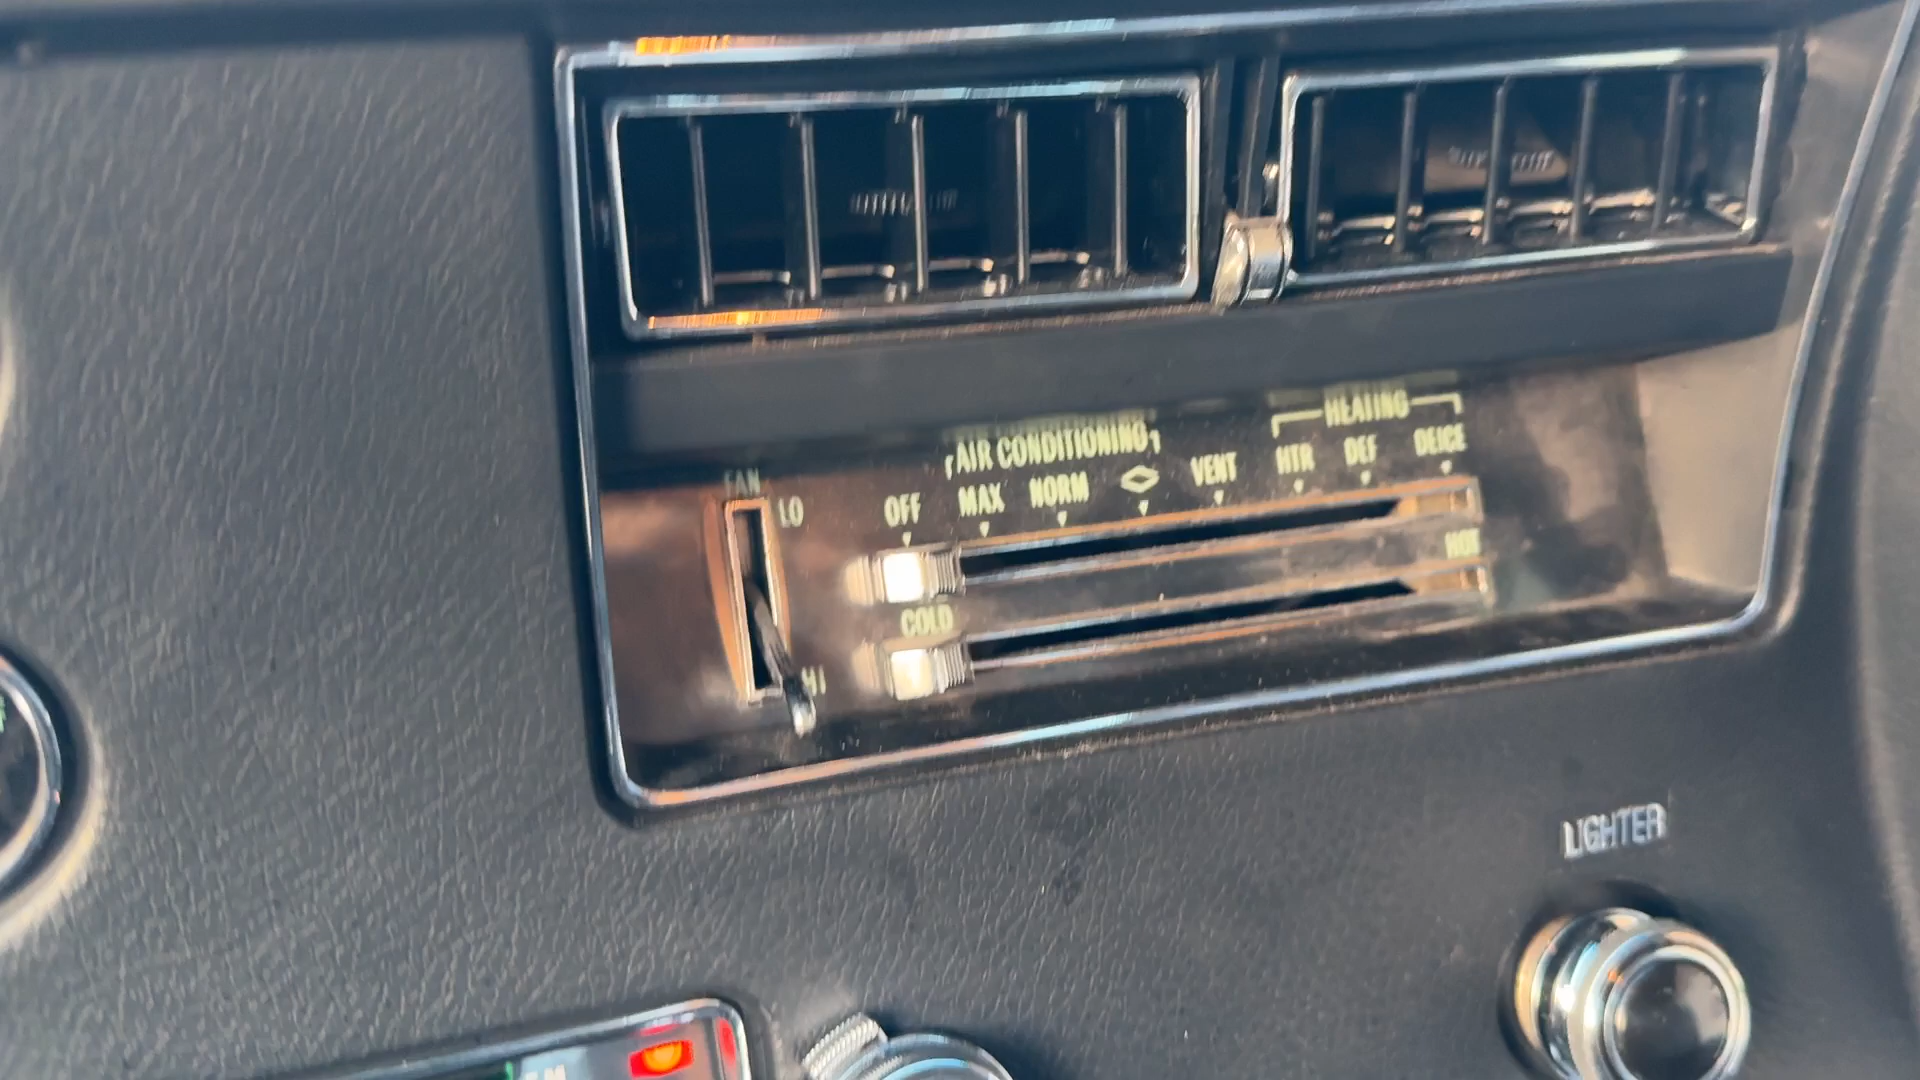 HEATING
AIR CONDITIONING
OFF MAX NORM VENT HTR DEF DEICE
FAN
LO
HOT
COLD
HI
LIGHTER